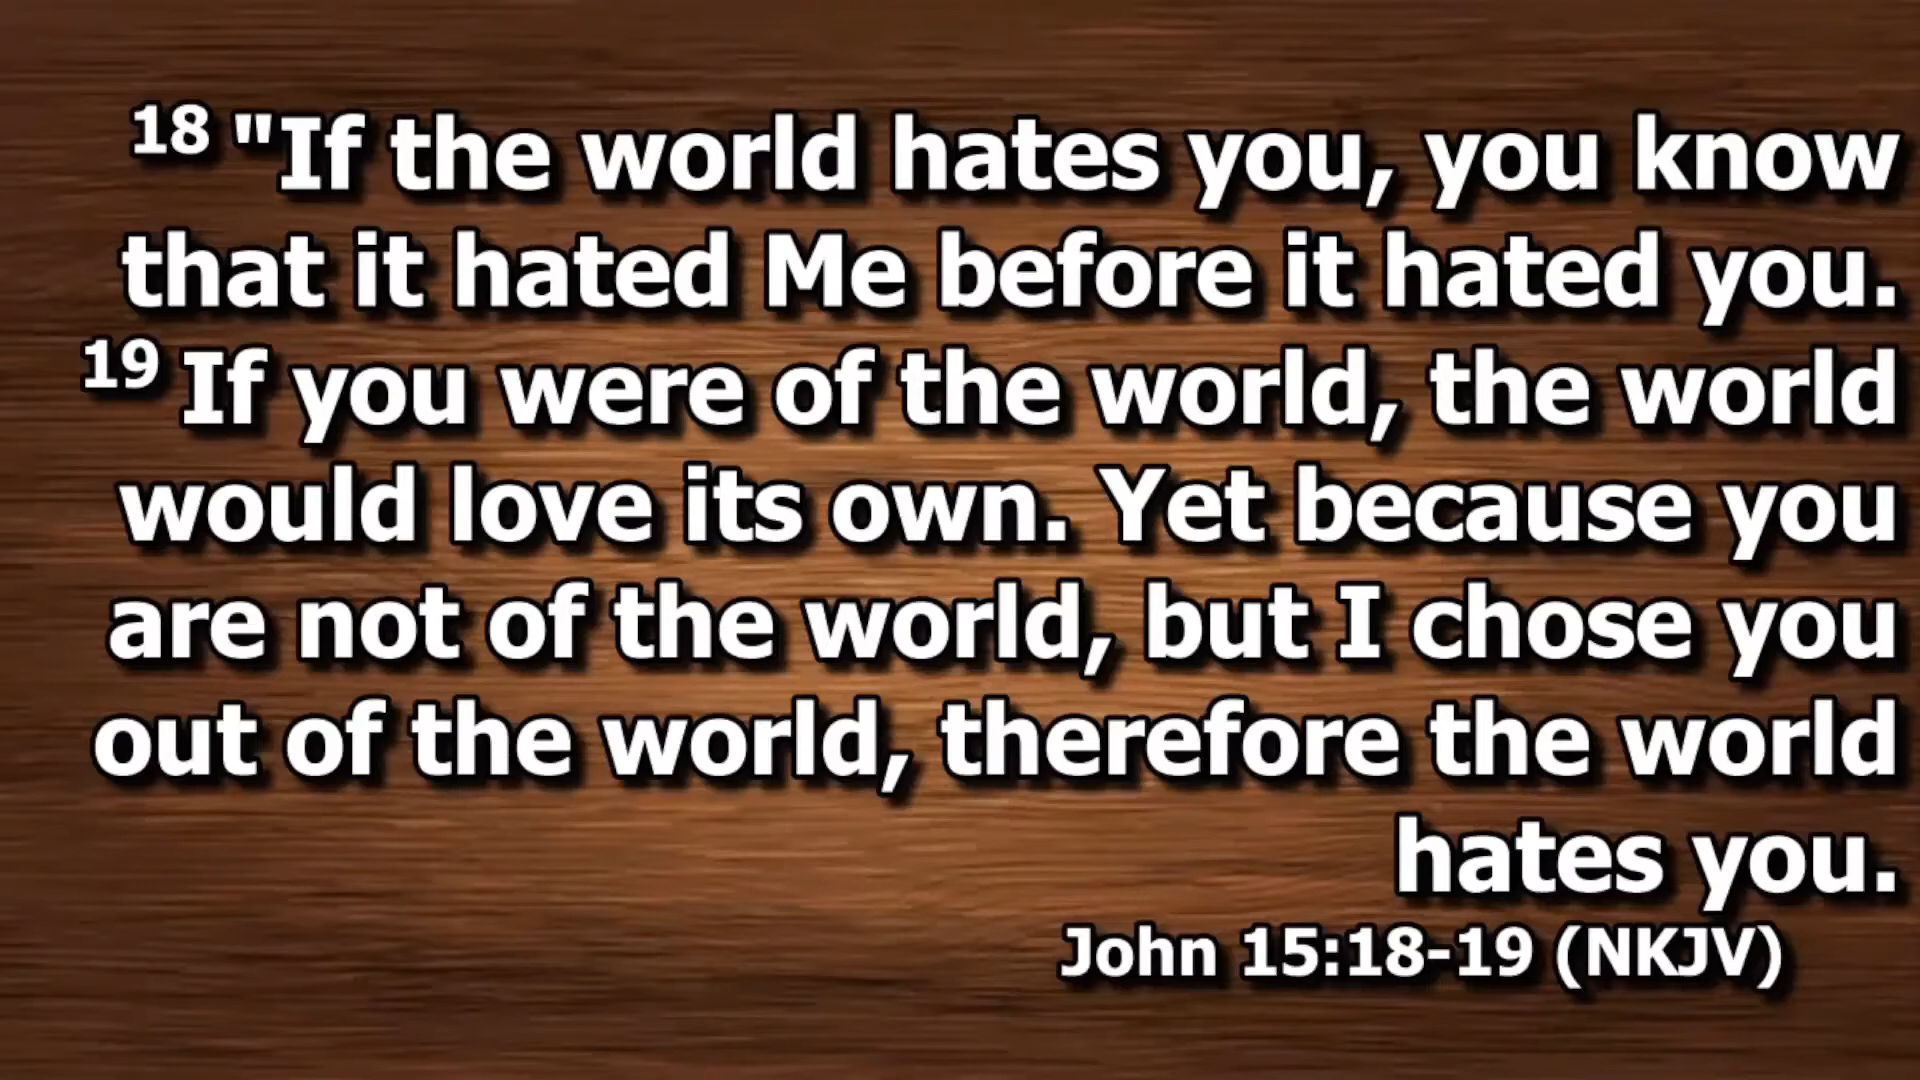 18 "If the world hates you, you know
that it hated Me before it hated you.
19 If you were of the world, the world
would love its own. Yet because you
are not of the world, but I chose you
out of the world, therefore the world
hates you.
John 15:18-19 (NKJV)